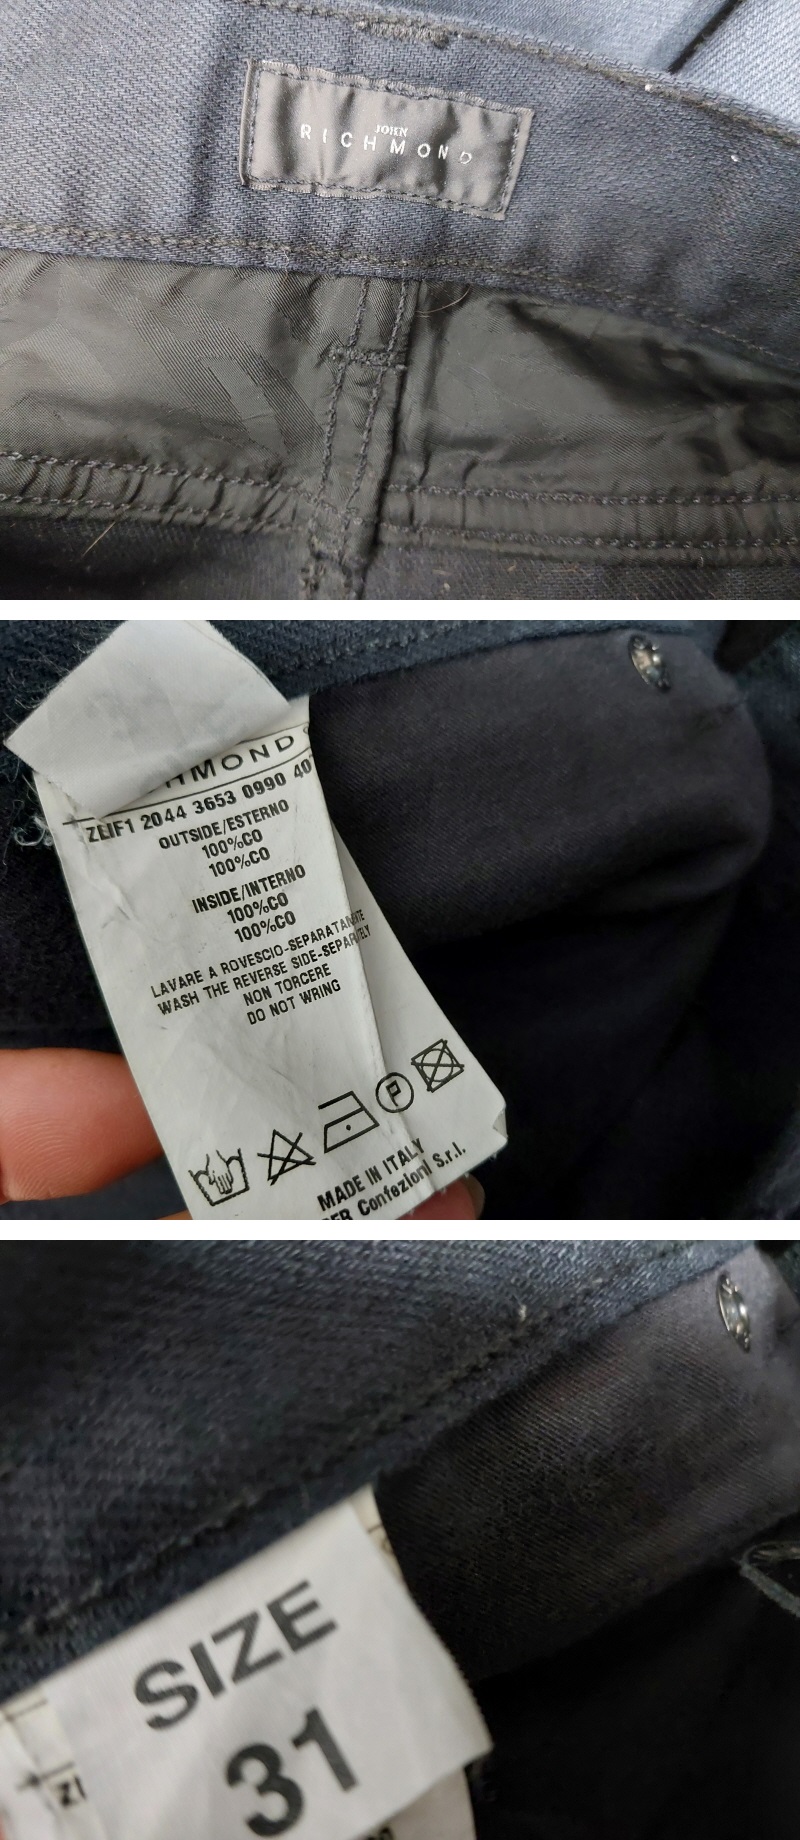 JOHN
RICHMOND
HMOND
ZEIF1 2044 3653 0990 40
OUTSIDE/ESTERNO
100%CO
100%CO
INSIDE/INTERNO
100%CO
100%CO
LAVARE A ROVESCIO-SEPARATAMENTE
WASH THE REVERSE SIDE-SEPARATELY
NON TORCERE
DO NOT WRING
P
MADE IN ITALY
Confezioni S.r.l.
SIZE
31
ZI